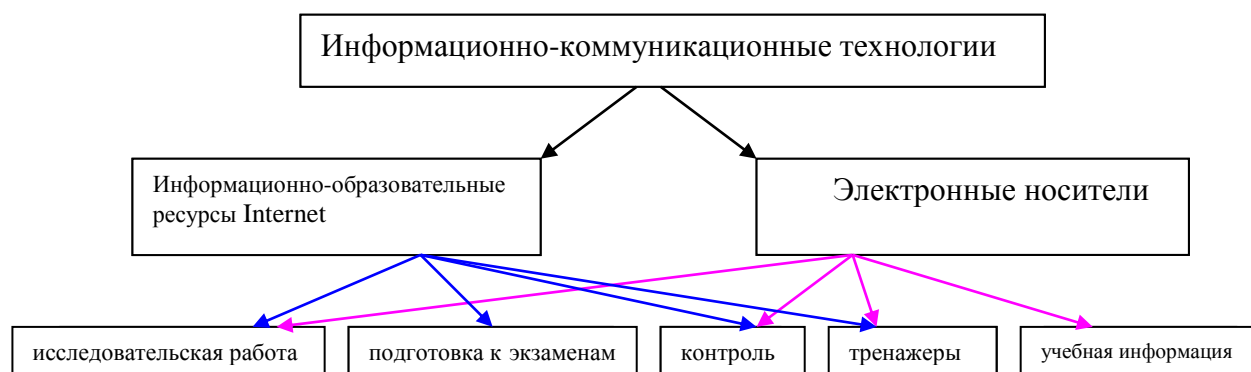 Информационно-коммуникационные технологии
Информационно-образовательные
ресурсы Internet
Электронные носители
исследовательская работа
подготовка к экзаменам
контроль
тренажеры
учебная информация